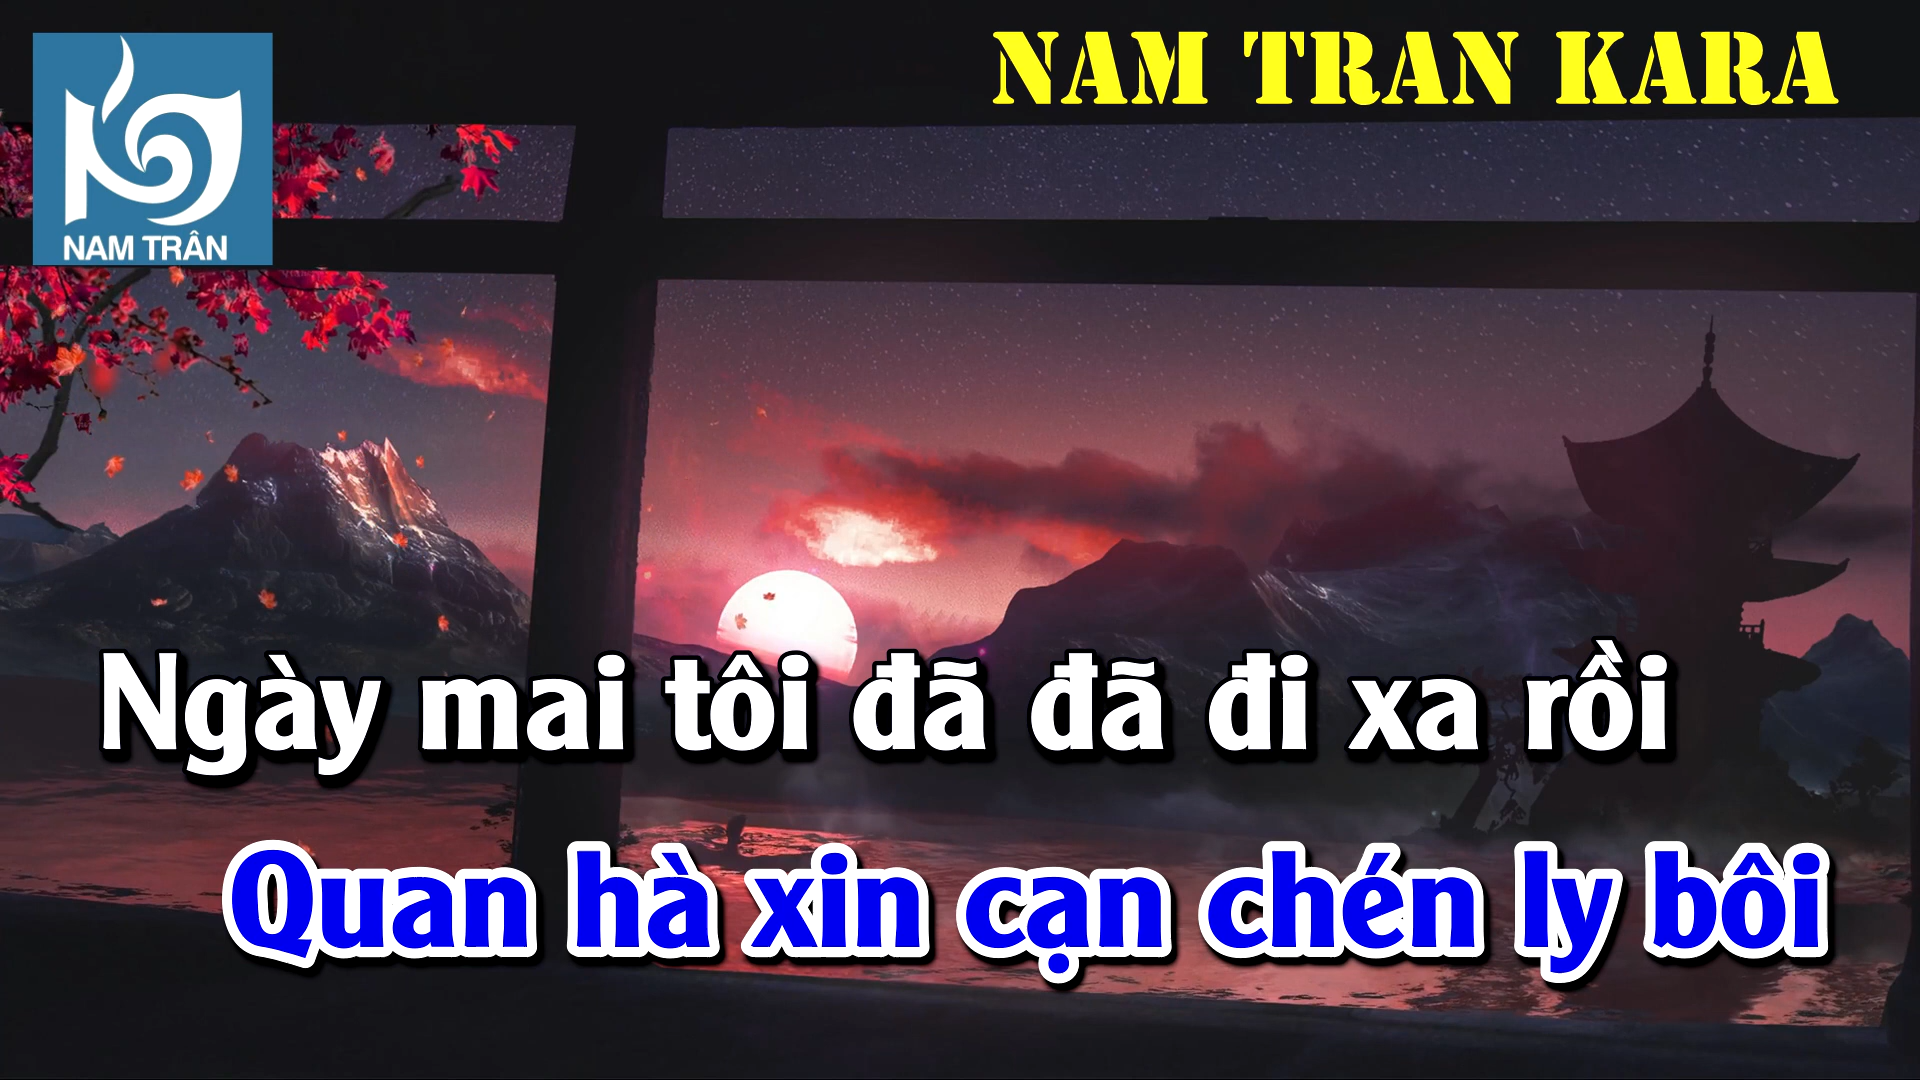 NAM TRAN KARA
NAM TRÂN
Ngày mai tôi đã đã đi xa rồi
Quan hà xin cạn chén ly bôi